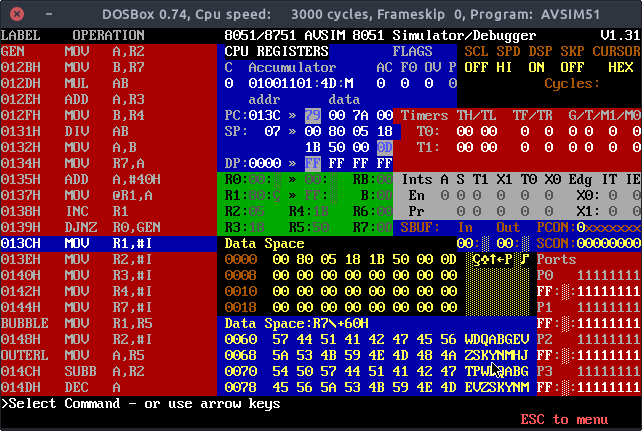 DOSBox 0.74, Cpu speed: 3000 cycles, Frameskip 0, Program: AVSIM51
LABEL OPERATION 8051/8751 AVSIM 8051 Simulator/Debugger V1.31
GEN MOV A,R2 CPU REGISTERS FLAGS SCL SPD DSP SKP CURSOR
012BH MOV B,R7 C Accumulator AC F0 OV P OFF HI ON OFF HEX
012DH MUL AB 0 01001101:4D:M 0 0 0 0 Cycles:
012EH ADD A,R3 addr data
012FH MOV B,R4 PC:013C » 79 00 7A 00 Timers TH/TL TF/TR G/T/M1/M0
0131H DIV AB SP: 07 » 00 80 05 18 T0: 00 00 0 0 0 0 0 0
0132H MOV A,B 1B 50 00 0D T1: 00 00 0 0 0 0 0 0
0134H MOV R7,A DP:0000 » FF FF FF FF
0135H ADD A,#40H R0:00: » 00: RB:00 Ints A S T1 X1 T0 X0 Edg IT IE
0137H MOV @R1,A R1:80:Ç » FF: B:0D En 0 0 0 0 0 0 X0: 0 0
0138H INC R1 R2:05 R4:1B R6:00 Pr 0 0 0 0 0 X1: 0 0
0139H DJNZ R0,GEN R3:18 R5:50 R7:0D SBUF: In Out PCON:0xxxxxxx
013CH MOV R1,#I Data Space 00: 00: SCON:00000000
013EH MOV R2,#I 0000 00 80 05 18 1B 50 00 0D Ç♣↑←P ♪ Ports
0140H MOV R3,#I 0008 00 00 00 00 00 00 00 00 P0 11111111
0142H MOV R4,#I 0010 00 00 00 00 00 00 00 00 FF: :11111111
0144H MOV R7,#I 0018 00 00 00 00 00 00 00 00 P1 11111111
BUBBLE MOV R1,R5 Data Space:R7\+60H FF: :11111111
0148H MOV R2,#I 0060 57 44 51 41 42 47 45 56 WDQABGEV P2 11111111
OUTERL MOV A,R5 0068 5A 53 4B 59 4E 4D 48 4A ZSKYNMHJ FF: :11111111
014CH SUBB A,R2 0070 54 50 57 44 51 41 42 47 TPWDQABG P3 11111111
014DH DEC A 0078 45 56 5A 53 4B 59 4E 4D EVZSKYNM FF: :11111111
>Select Command - or use arrow keys
ESC to menu